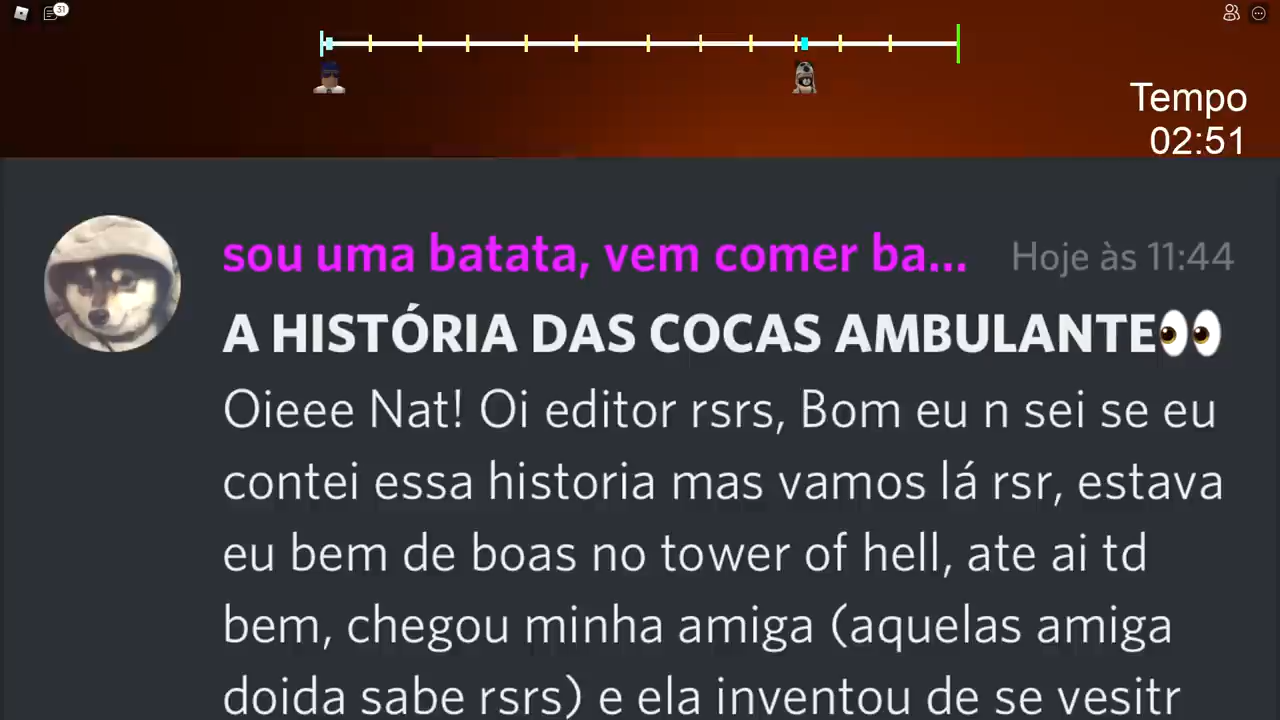 31
Tempo
02:51
sou uma batata, vem comer ba... Hoje às 11:44
A HISTÓRIA DAS COCAS AMBULANTE👀
Oieee Nat! Oi editor rsrs, Bom eu n sei se eu
contei essa historia mas vamos lá rsr, estava
eu bem de boas no tower of hell, ate ai td
bem, chegou minha amiga (aquelas amiga
doida sabe rsrs) e ela inventou de se vesitr